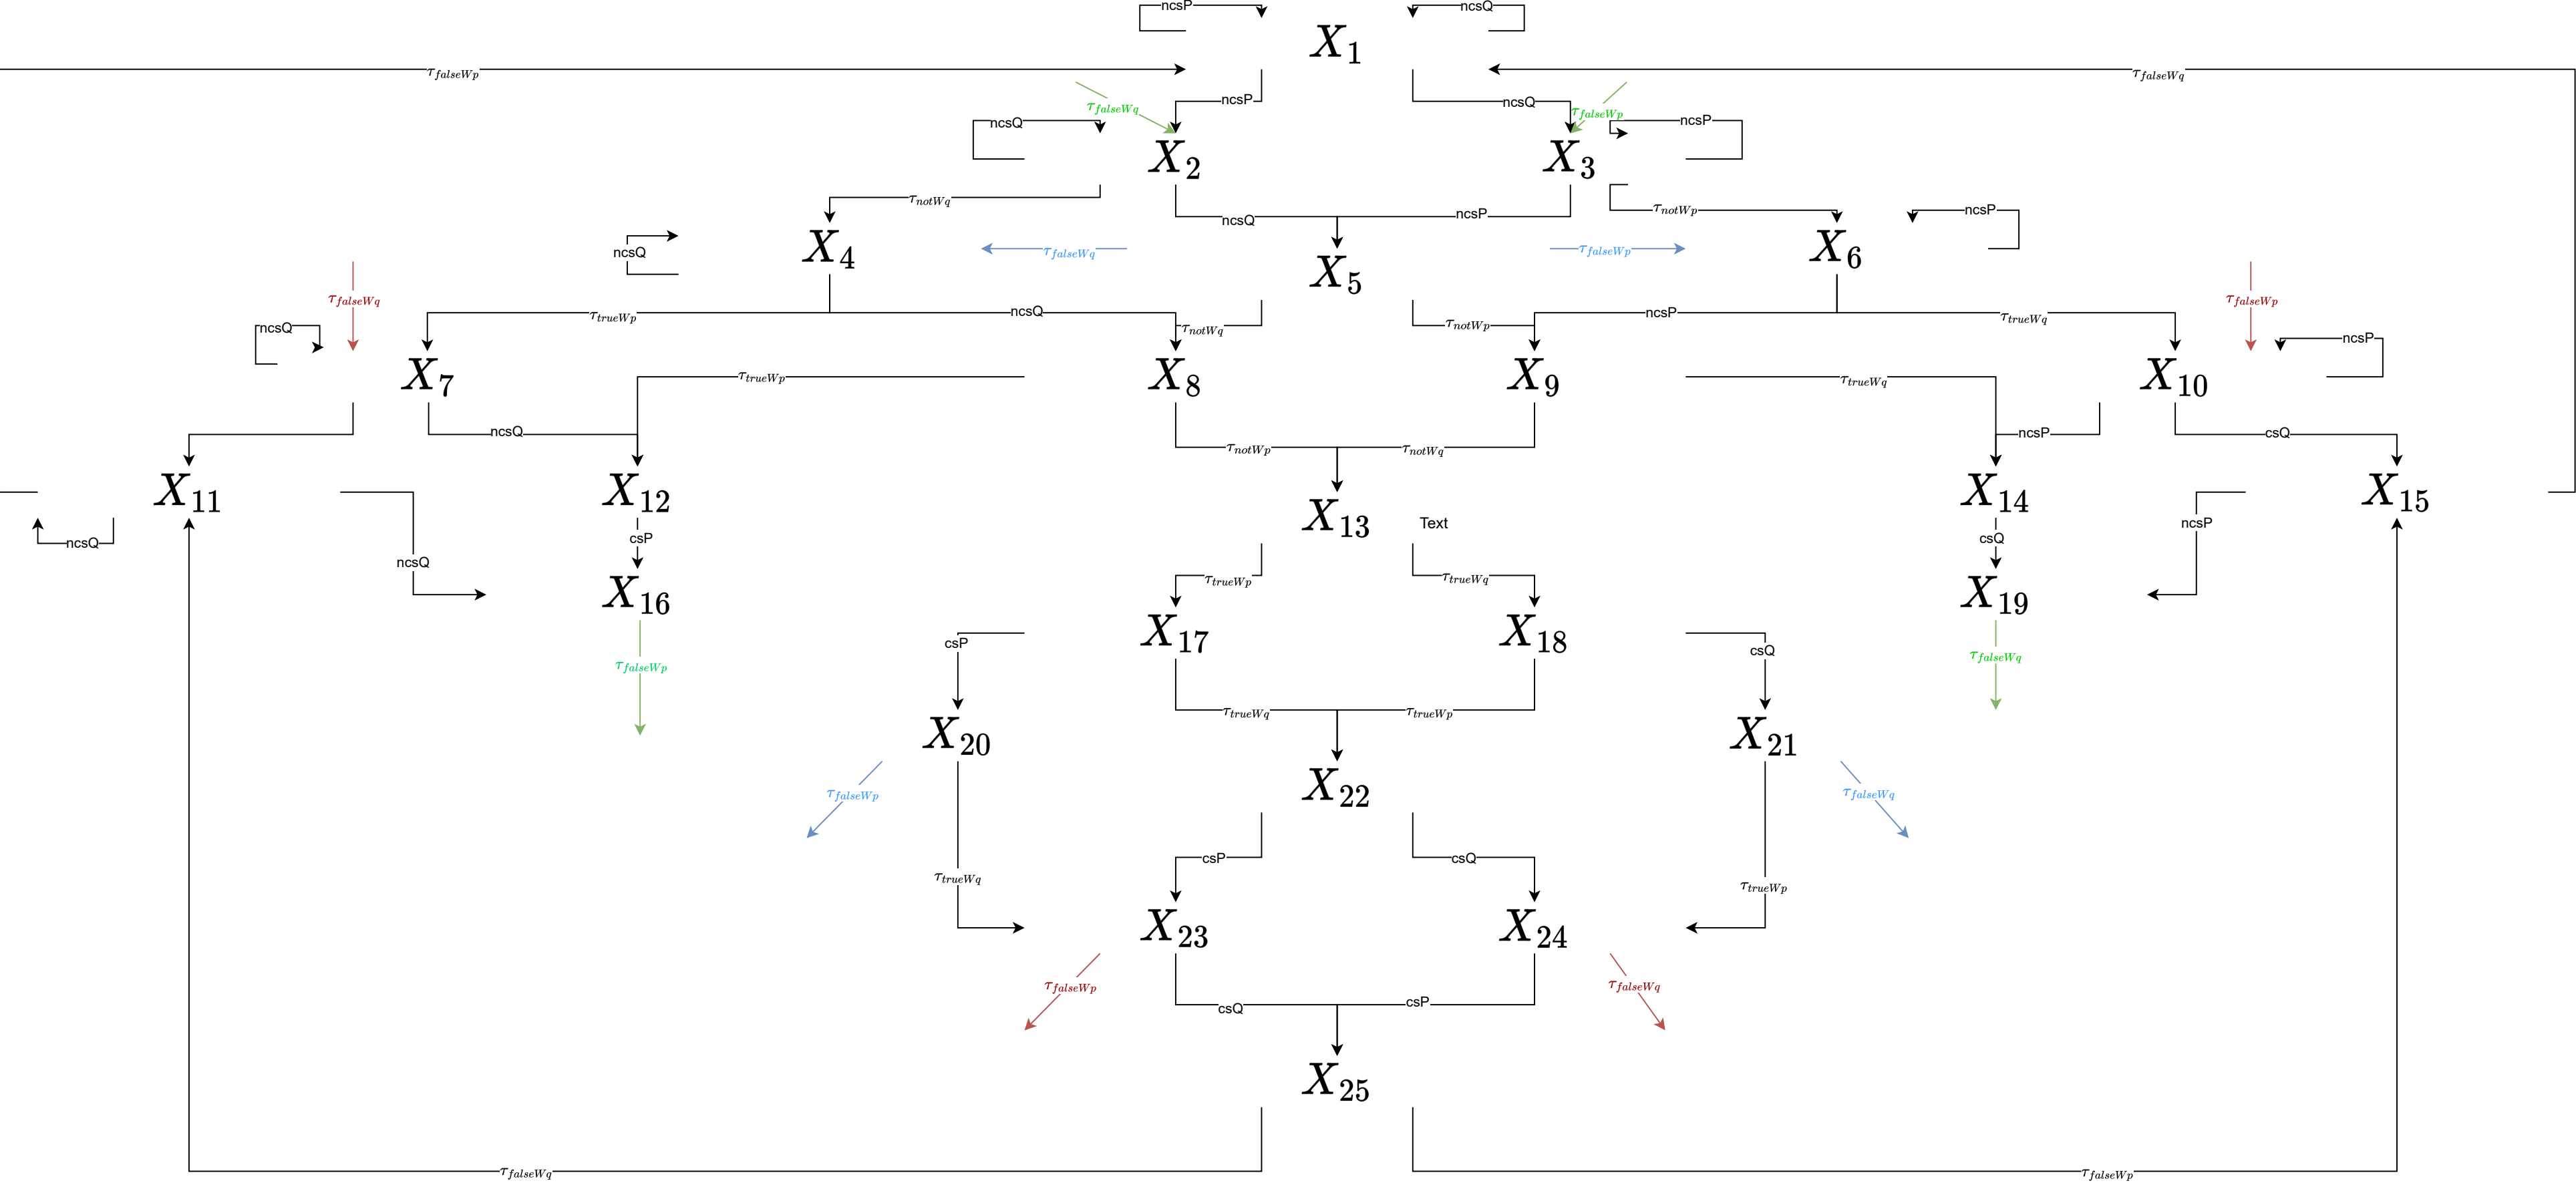 ncsP ncsQ
X1
τfalseWp τfalseWq
τfalseWq ncsP ncsQ τfalseWp
ncsQ ncsP
X2 X3
τnotWq ncsQ ncsP τnotWp ncsP
ncsQ X4 τfalseWq τfalseWp X6
X5
τfalseWq τfalseWp
τtrueWp ncsQ ncsP τtrueWq
ncsQ τnotWq τnotWp ncsP
X7 τtrueWp X8 X9 τtrueWq X10
ncsQ τnotWp τnotWq ncsP csQ
X11 X12 X13 X14 X15
Text ncsP
ncsQ csP csQ
ncsQ
X16 τtrueWp τtrueWq X19
csP X17 X18 csQ
τfalseWp τfalseWq
τtrueWq τtrueWp
X20 X21
τfalseWp X22 τfalseWq
csP csQ
τtrueWq τtrueWp
X23 X24
τfalseWp τfalseWq
csQ csP
X25
τfalseWq τfalseWp